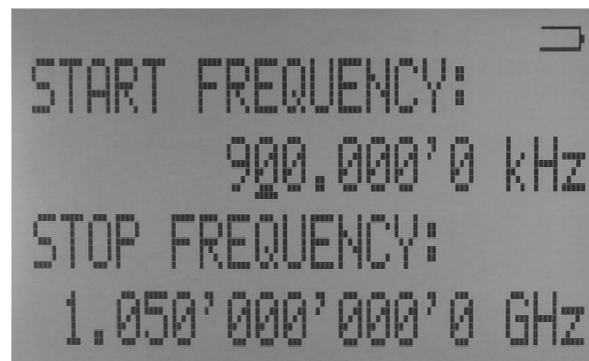 START FREQUENCY:
900.000'0 kHz
STOP FREQUENCY:
1.050'000'000'0 GHz